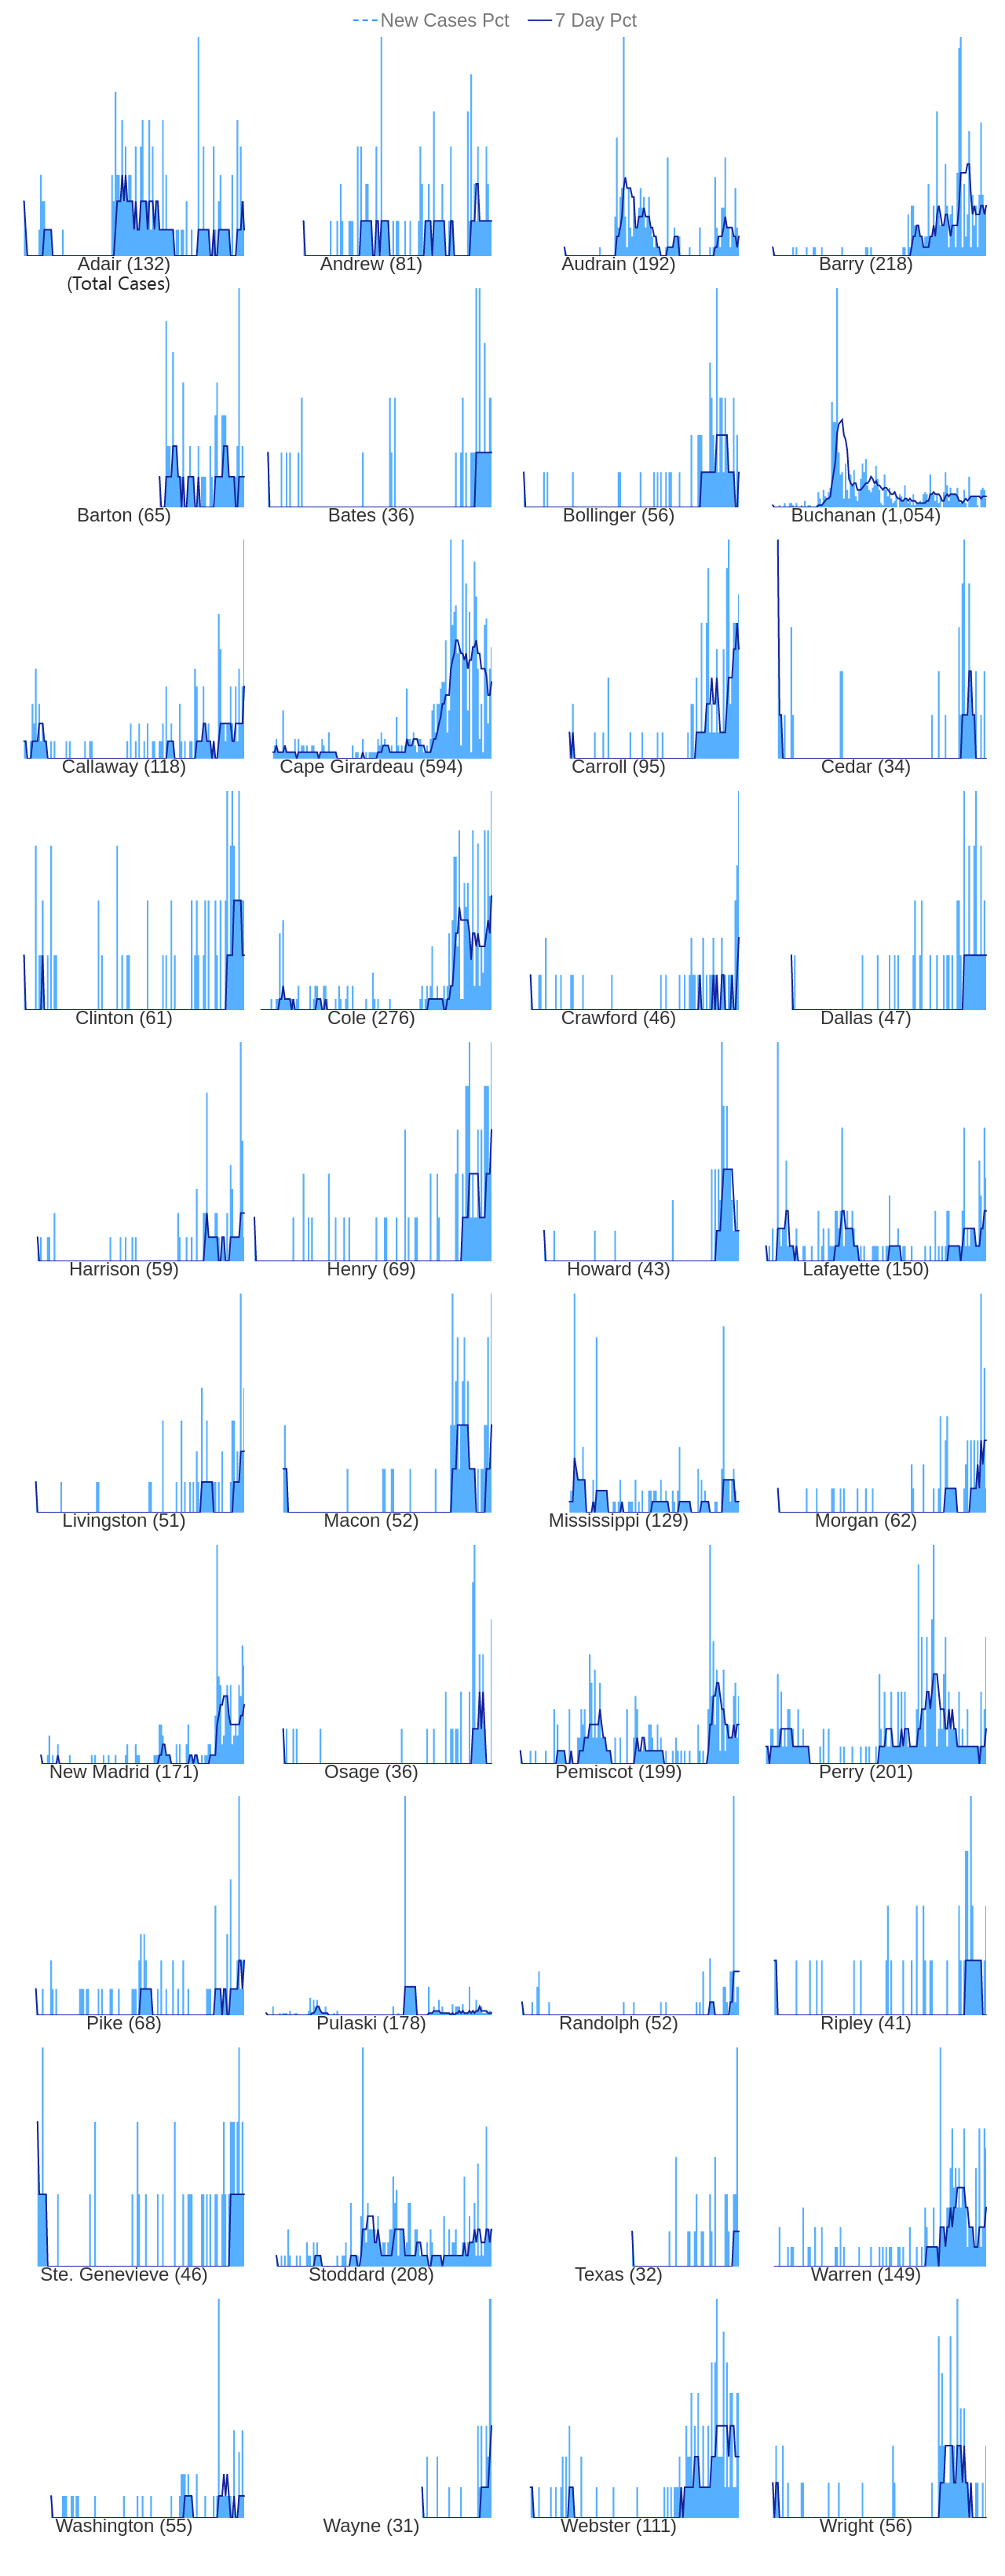 New Cases Pct 7 Day Pct
Adair (132) Andrew (81) Audrain (192) Barry (218)
(Total Cases)
Barton (65) Bates (36) Bollinger (56) Buchanan (1,054)
Callaway (118) Cape Girardeau (594) Carroll (95) Cedar (34)
Clinton (61) Cole (276) Crawford (46) Dallas (47)
Harrison (59) Henry (69) Howard (43) Lafayette (150)
Livingston (51) Macon (52) Mississippi (129) Morgan (62)
New Madrid (171) Osage (36) Pemiscot (199) Perry (201)
Pike (68) Pulaski (178) Randolph (52) Ripley (41)
Ste. Genevieve (46) Stoddard (208) Texas (32) Warren (149)
Washington (55) Wayne (31) Webster (111) Wright (56)